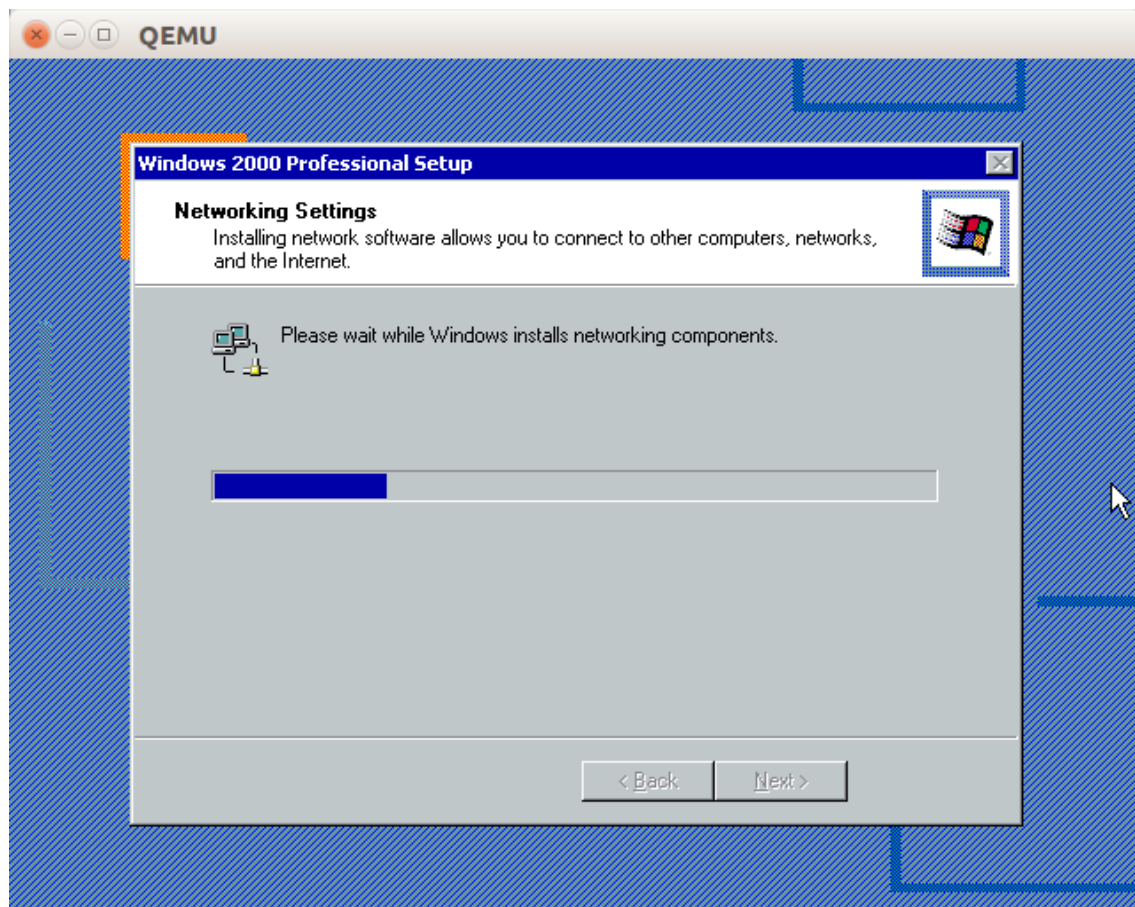 QEMU
Windows 2000 Professional Setup
Networking Settings
Installing network software allows you to connect to other computers, networks,
and the Internet.
Please wait while Windows installs networking components.
< Back
Next >